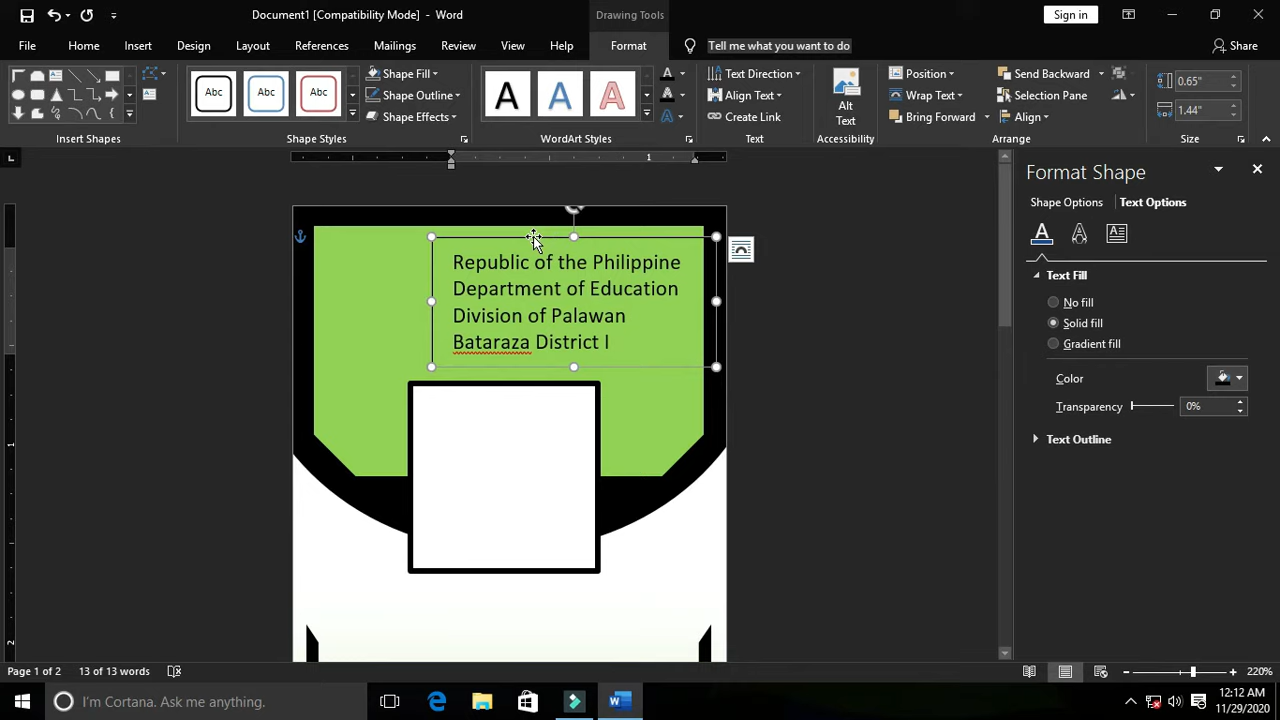 Document1 [Compatibility Mode] - Word
Drawing Tools
Sign in
File Home Insert Design Layout References Mailings Review View Help Format Tell me what you want to do Share
Abc Abc Abc
Shape Fill
Shape Outline
Shape Effects
A A A
Text Direction
Align Text
Create Link
Alt Text
Position
Wrap Text
Bring Forward
Send Backward
Selection Pane
Align
0.65"
1.44"
Insert Shapes Shape Styles WordArt Styles Text Accessibility Arrange Size
1
Format Shape
Shape Options Text Options
Text Fill
No fill
Solid fill
Gradient fill
Color
Transparency 0%
Text Outline
Republic of the Philippine
Department of Education
Division of Palawan
Bataraza District I
1
2
Page 1 of 2 13 of 13 words 220%
I'm Cortana. Ask me anything.
12:12 AM
11/29/2020